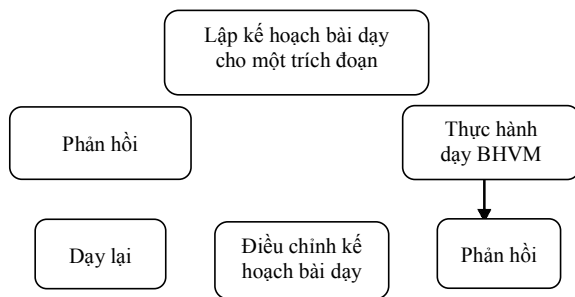 Lập kế hoạch bài dạy
cho một trích đoạn
Phản hồi
Thực hành
dạy BHVM
Dạy lại
Điều chỉnh kế
hoạch bài dạy
Phản hồi